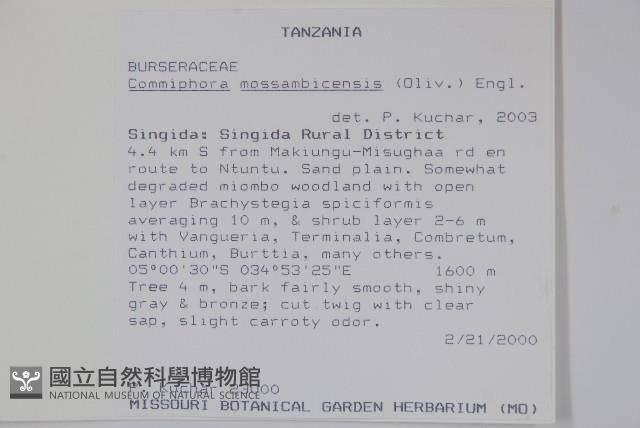 TANZANIA
BURSERACEAE
Commiphora mossambicensis (Oliv.) Engl.
det. P. Kuchar, 2003
Singida: Singida Rural District
4.4 km S from Makiungu-Misughaa rd en
route to Ntuntu. Sand plain. Somewhat
degraded miombo woodland with open
layer Brachystegia spiciformis
averaging 10 m, & shrub layer 2-6 m
with Vangueria, Terminalia, Combretum,
Canthium, Burttia, many others.
05°00'30"S 034°53'25"E 1600 m
Tree 4 m, bark fairly smooth, shiny
gray & bronze; cut twig with clear
sap, slight carroty odor.
2/21/2000
國立自然科學博物館
P. Kuchar 23000
NATIONAL MUSEUM OF NATURAL SCIENCE
MISSOURI BOTANICAL GARDEN HERBARIUM (MO)